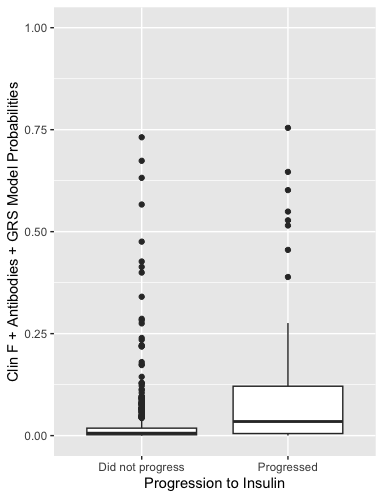 Clin F + Antibodies + GRS Model Probabilities
1.00
0.75
0.50
0.25
0.00
Did not progress
Progressed
Progression to Insulin